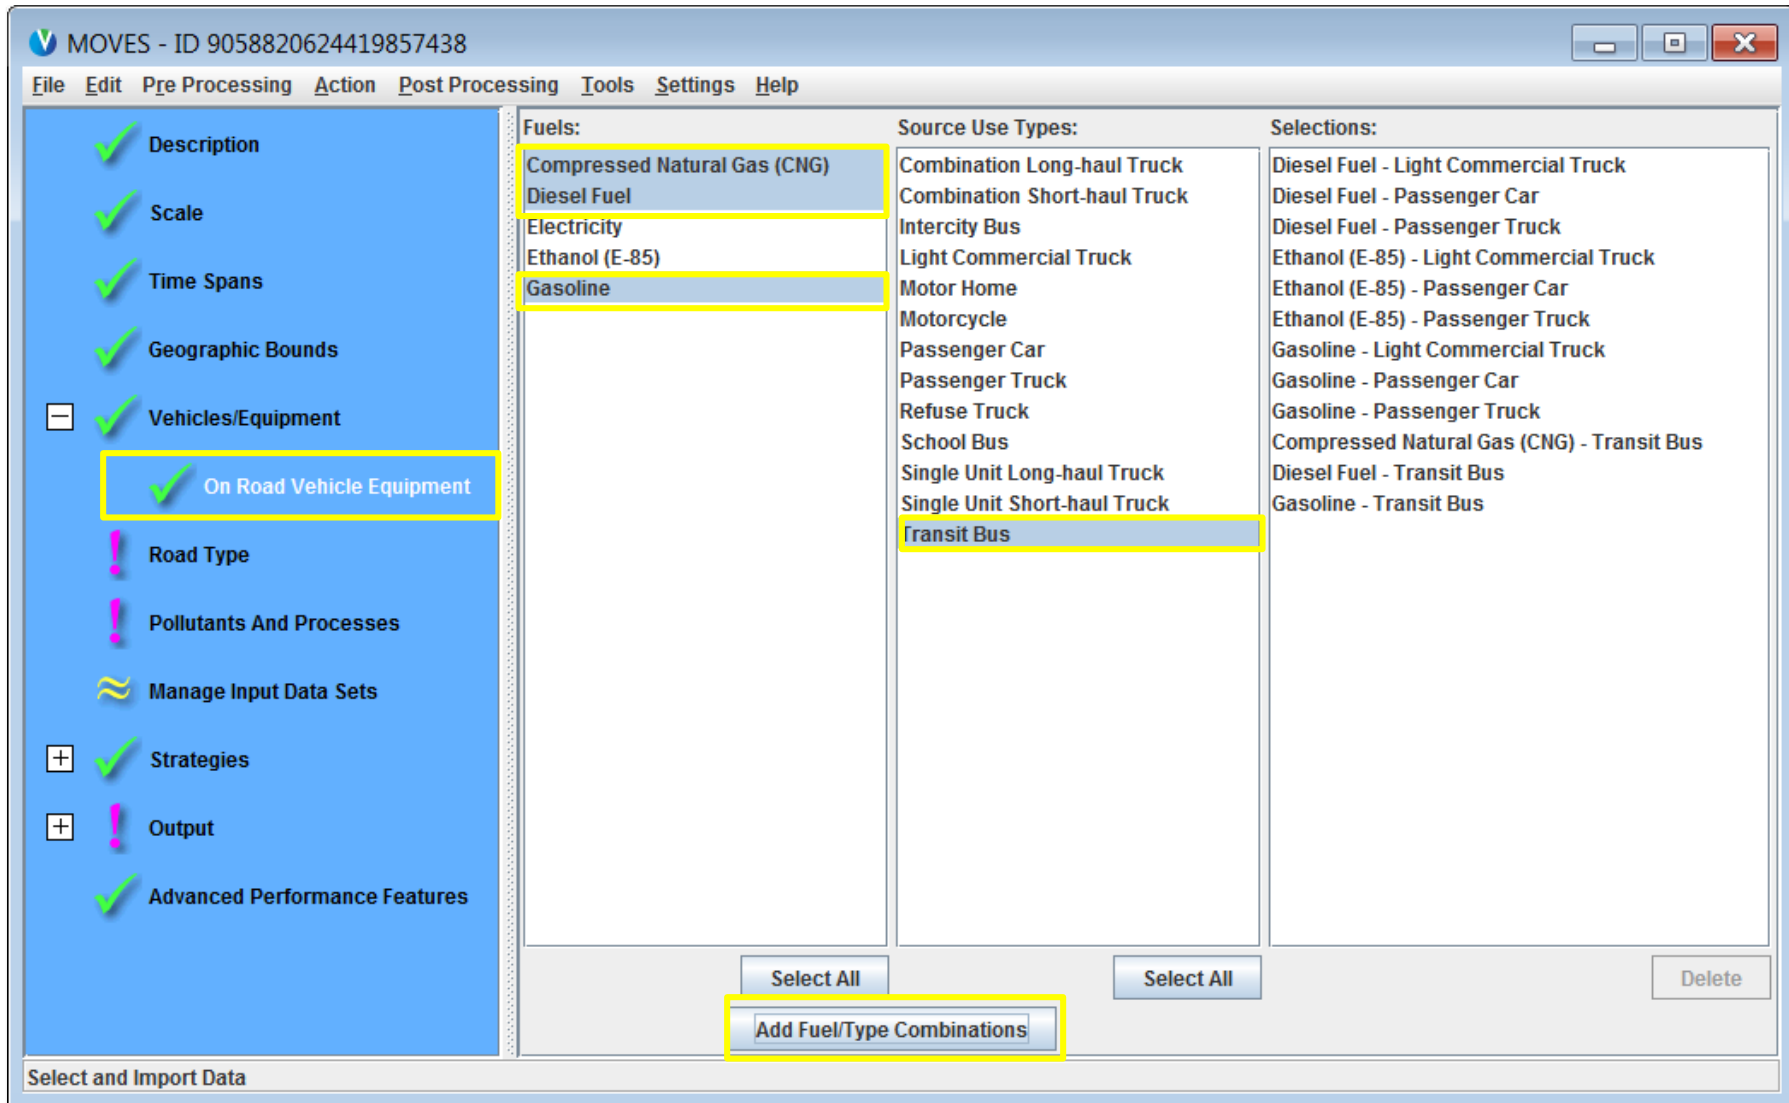 MOVES - ID 9058820624419857438
File Edit Pre Processing Action Post Processing Tools Settings Help
Description
Scale
Time Spans
Geographic Bounds
Vehicles/Equipment
On Road Vehicle Equipment
Road Type
Pollutants And Processes
Manage Input Data Sets
Strategies
Output
Advanced Performance Features
Fuels:
Compressed Natural Gas (CNG)
Diesel Fuel
Electricity
Ethanol (E-85)
Gasoline
Select All
Source Use Types:
Combination Long-haul Truck
Combination Short-haul Truck
Intercity Bus
Light Commercial Truck
Motor Home
Motorcycle
Passenger Car
Passenger Truck
Refuse Truck
School Bus
Single Unit Long-haul Truck
Single Unit Short-haul Truck
Transit Bus
Select All
Selections:
Diesel Fuel - Light Commercial Truck
Diesel Fuel - Passenger Car
Diesel Fuel - Passenger Truck
Ethanol (E-85) - Light Commercial Truck
Ethanol (E-85) - Passenger Car
Ethanol (E-85) - Passenger Truck
Gasoline - Light Commercial Truck
Gasoline - Passenger Car
Gasoline - Passenger Truck
Compressed Natural Gas (CNG) - Transit Bus
Diesel Fuel - Transit Bus
Gasoline - Transit Bus
Delete
Add Fuel/Type Combinations
Select and Import Data